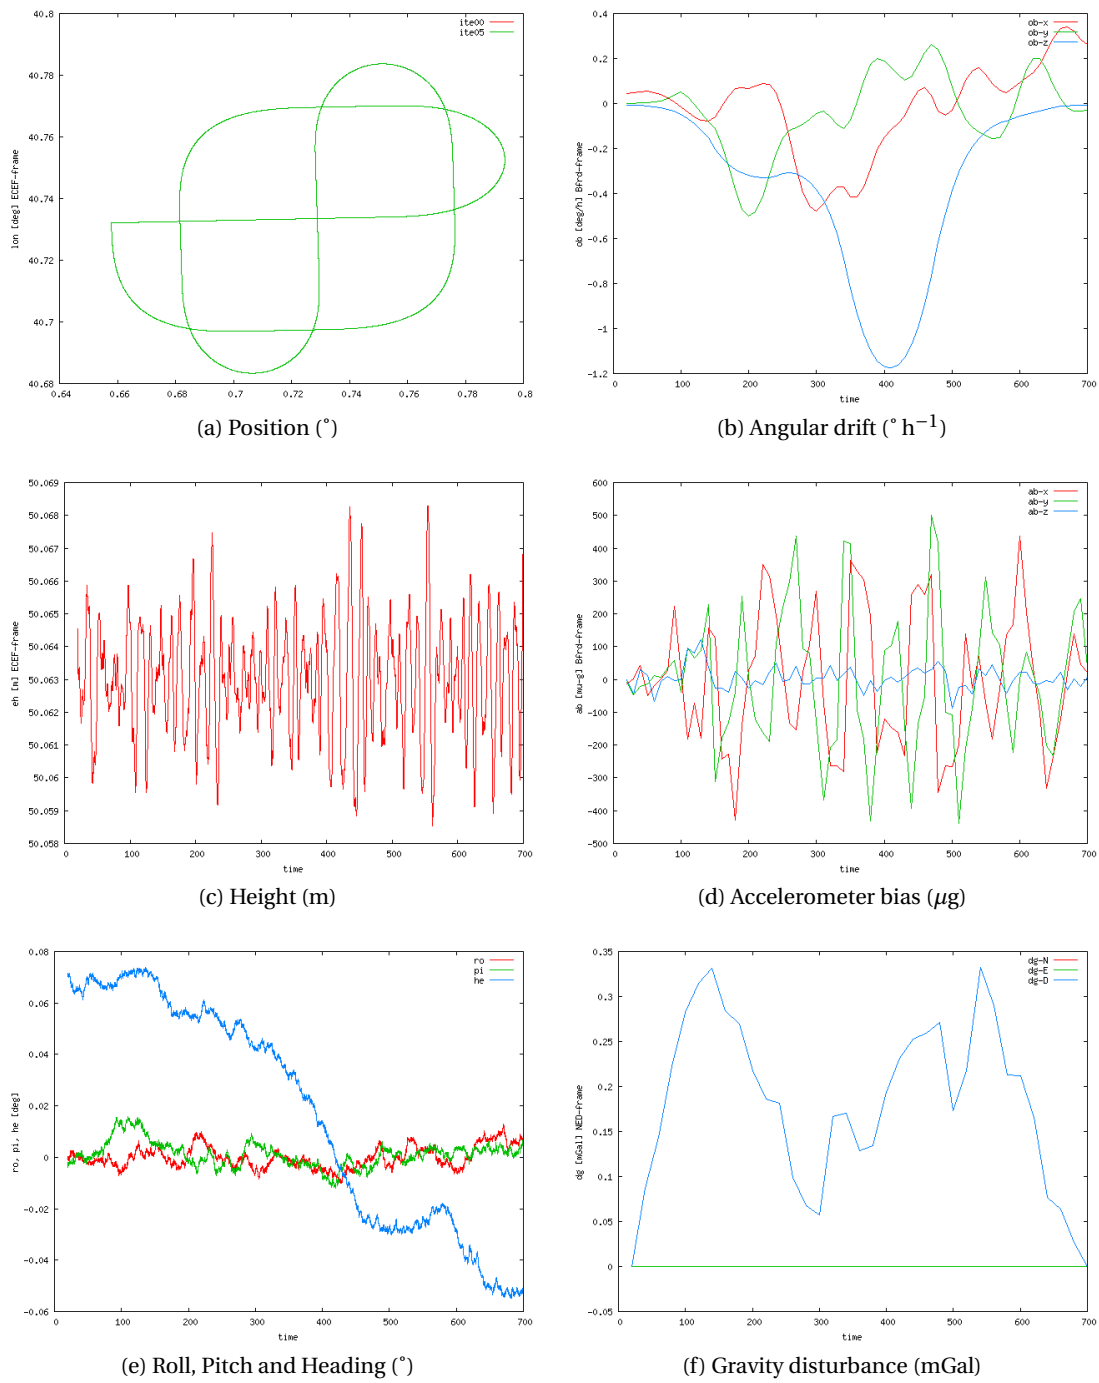 40.8
40.78
40.76
40.74
40.72
40.7
40.68
0.64 0.66 0.68 0.7 0.72 0.74 0.76 0.78 0.8
lon [deg] ECEF-frame
ite00
ite05
(a) Position (°)
0.4
0.2
0
-0.2
-0.4
-0.6
-0.8
-1
-1.2
0 100 200 300 400 500 600 700
time
ob [deg/h] Bfrd-frame
ob-x
ob-y
ob-z
(b) Angular drift (° h⁻¹)
50.069
50.068
50.067
50.066
50.065
50.064
50.063
50.062
50.061
50.06
50.059
50.058
0 100 200 300 400 500 600 700
time
eh [m] ECEF-frame
(c) Height (m)
600
500
400
300
200
100
0
-100
-200
-300
-400
-500
0 100 200 300 400 500 600 700
time
ab [mu-g] Bfrd-frame
ab-x
ab-y
ab-z
(d) Accelerometer bias (μg)
0.08
0.06
0.04
0.02
0
-0.02
-0.04
-0.06
0 100 200 300 400 500 600 700
time
ro, pi, he [deg]
ro
pi
he
(e) Roll, Pitch and Heading (°)
0.35
0.3
0.25
0.2
0.15
0.1
0.05
0
-0.05
0 100 200 300 400 500 600 700
time
dg [mGal] NED-frame
dg-N
dg-E
dg-D
(f) Gravity disturbance (mGal)